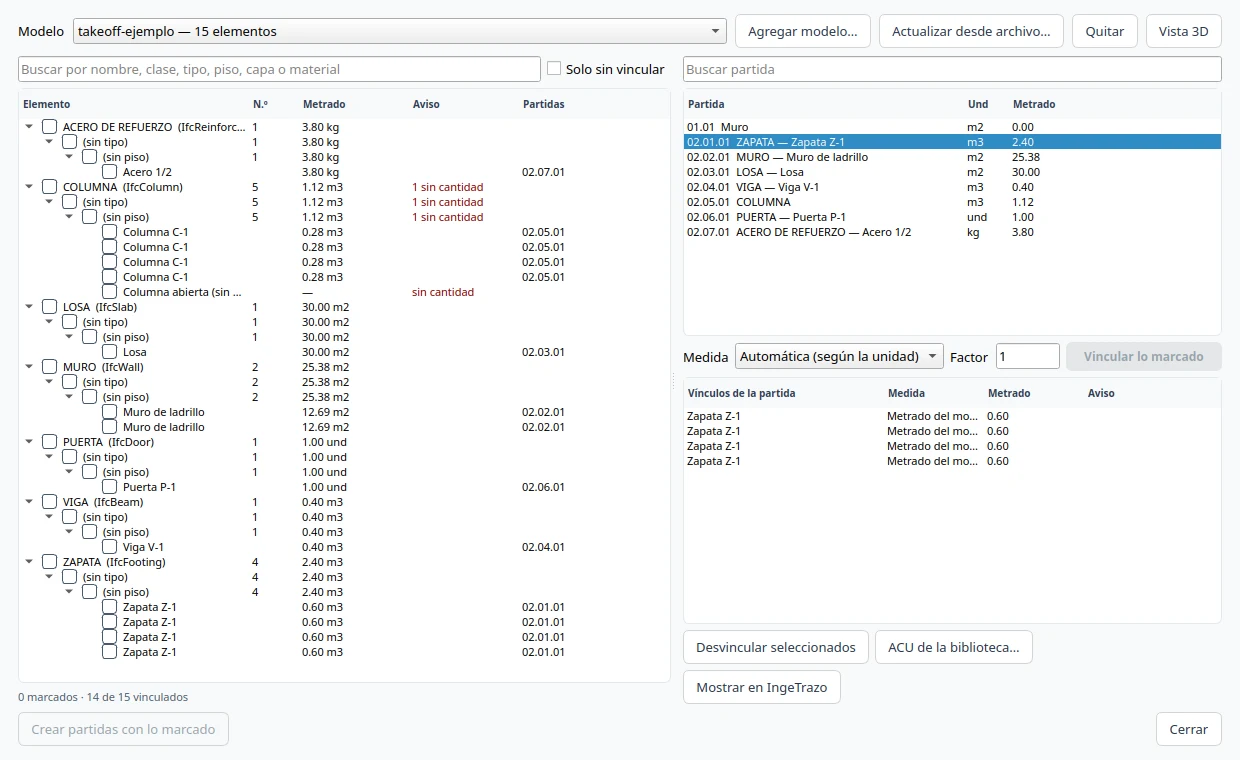 Modelo takeoff-ejemplo — 15 elementos Agregar modelo... Actualizar desde archivo... Quitar Vista 3D
Buscar por nombre, clase, tipo, piso, capa o material Solo sin vincular
Elemento N.º Metrado Aviso Partidas
ACERO DE REFUERZO (IfcReinforc... 1 3.80 kg
(sin tipo) 1 3.80 kg
(sin piso) 1 3.80 kg
Acero 1/2 3.80 kg 02.07.01
COLUMNA (IfcColumn) 5 1.12 m3 1 sin cantidad
(sin tipo) 5 1.12 m3 1 sin cantidad
(sin piso) 5 1.12 m3 1 sin cantidad
Columna C-1 0.28 m3 02.05.01
Columna C-1 0.28 m3 02.05.01
Columna C-1 0.28 m3 02.05.01
Columna C-1 0.28 m3 02.05.01
Columna abierta (sin ... — sin cantidad
LOSA (IfcSlab) 1 30.00 m2
(sin tipo) 1 30.00 m2
(sin piso) 1 30.00 m2
Losa 30.00 m2 02.03.01
MURO (IfcWall) 2 25.38 m2
(sin tipo) 2 25.38 m2
(sin piso) 2 25.38 m2
Muro de ladrillo 12.69 m2 02.02.01
Muro de ladrillo 12.69 m2 02.02.01
PUERTA (IfcDoor) 1 1.00 und
(sin tipo) 1 1.00 und
(sin piso) 1 1.00 und
Puerta P-1 1.00 und 02.06.01
VIGA (IfcBeam) 1 0.40 m3
(sin tipo) 1 0.40 m3
(sin piso) 1 0.40 m3
Viga V-1 0.40 m3 02.04.01
ZAPATA (IfcFooting) 4 2.40 m3
(sin tipo) 4 2.40 m3
(sin piso) 4 2.40 m3
Zapata Z-1 0.60 m3 02.01.01
Zapata Z-1 0.60 m3 02.01.01
Zapata Z-1 0.60 m3 02.01.01
Zapata Z-1 0.60 m3 02.01.01
0 marcados · 14 de 15 vinculados
Crear partidas con lo marcado
Buscar partida
Partida Und Metrado
01.01 Muro m2 0.00
02.01.01 ZAPATA — Zapata Z-1 m3 2.40
02.02.01 MURO — Muro de ladrillo m2 25.38
02.03.01 LOSA — Losa m2 30.00
02.04.01 VIGA — Viga V-1 m3 0.40
02.05.01 COLUMNA m3 1.12
02.06.01 PUERTA — Puerta P-1 und 1.00
02.07.01 ACERO DE REFUERZO — Acero 1/2 kg 3.80
Medida Automática (según la unidad) Factor 1 Vincular lo marcado
Vínculos de la partida Medida Metrado Aviso
Zapata Z-1 Metrado del mo... 0.60
Zapata Z-1 Metrado del mo... 0.60
Zapata Z-1 Metrado del mo... 0.60
Zapata Z-1 Metrado del mo... 0.60
Desvincular seleccionados ACU de la biblioteca...
Mostrar en IngeTrazo
Cerrar